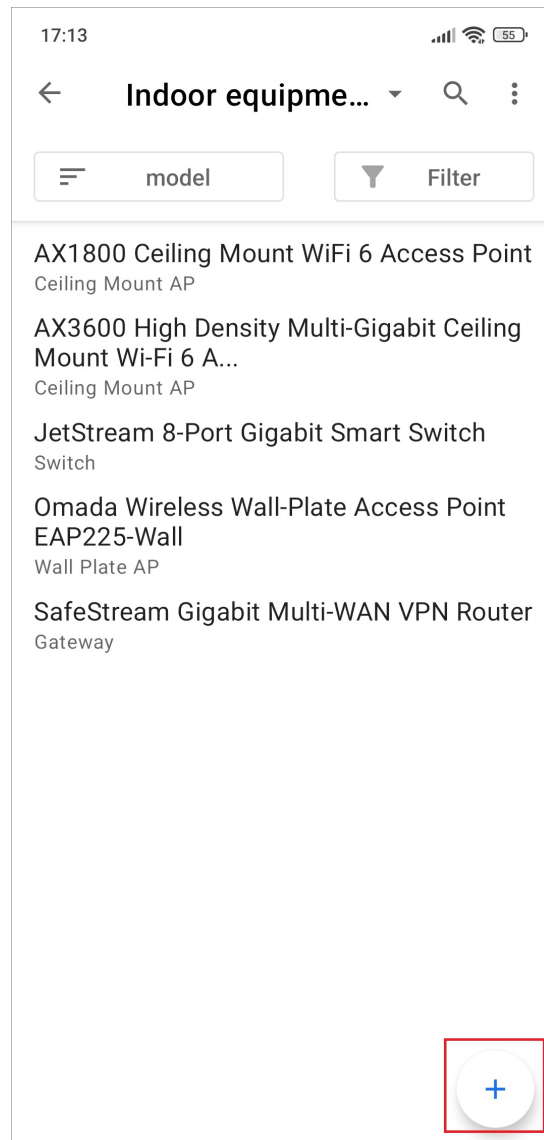 17:13
55
Indoor equipme...
model
Filter
AX1800 Ceiling Mount WiFi 6 Access Point
Ceiling Mount AP
AX3600 High Density Multi-Gigabit Ceiling
Mount Wi-Fi 6 A...
Ceiling Mount AP
JetStream 8-Port Gigabit Smart Switch
Switch
Omada Wireless Wall-Plate Access Point
EAP225-Wall
Wall Plate AP
SafeStream Gigabit Multi-WAN VPN Router
Gateway
+